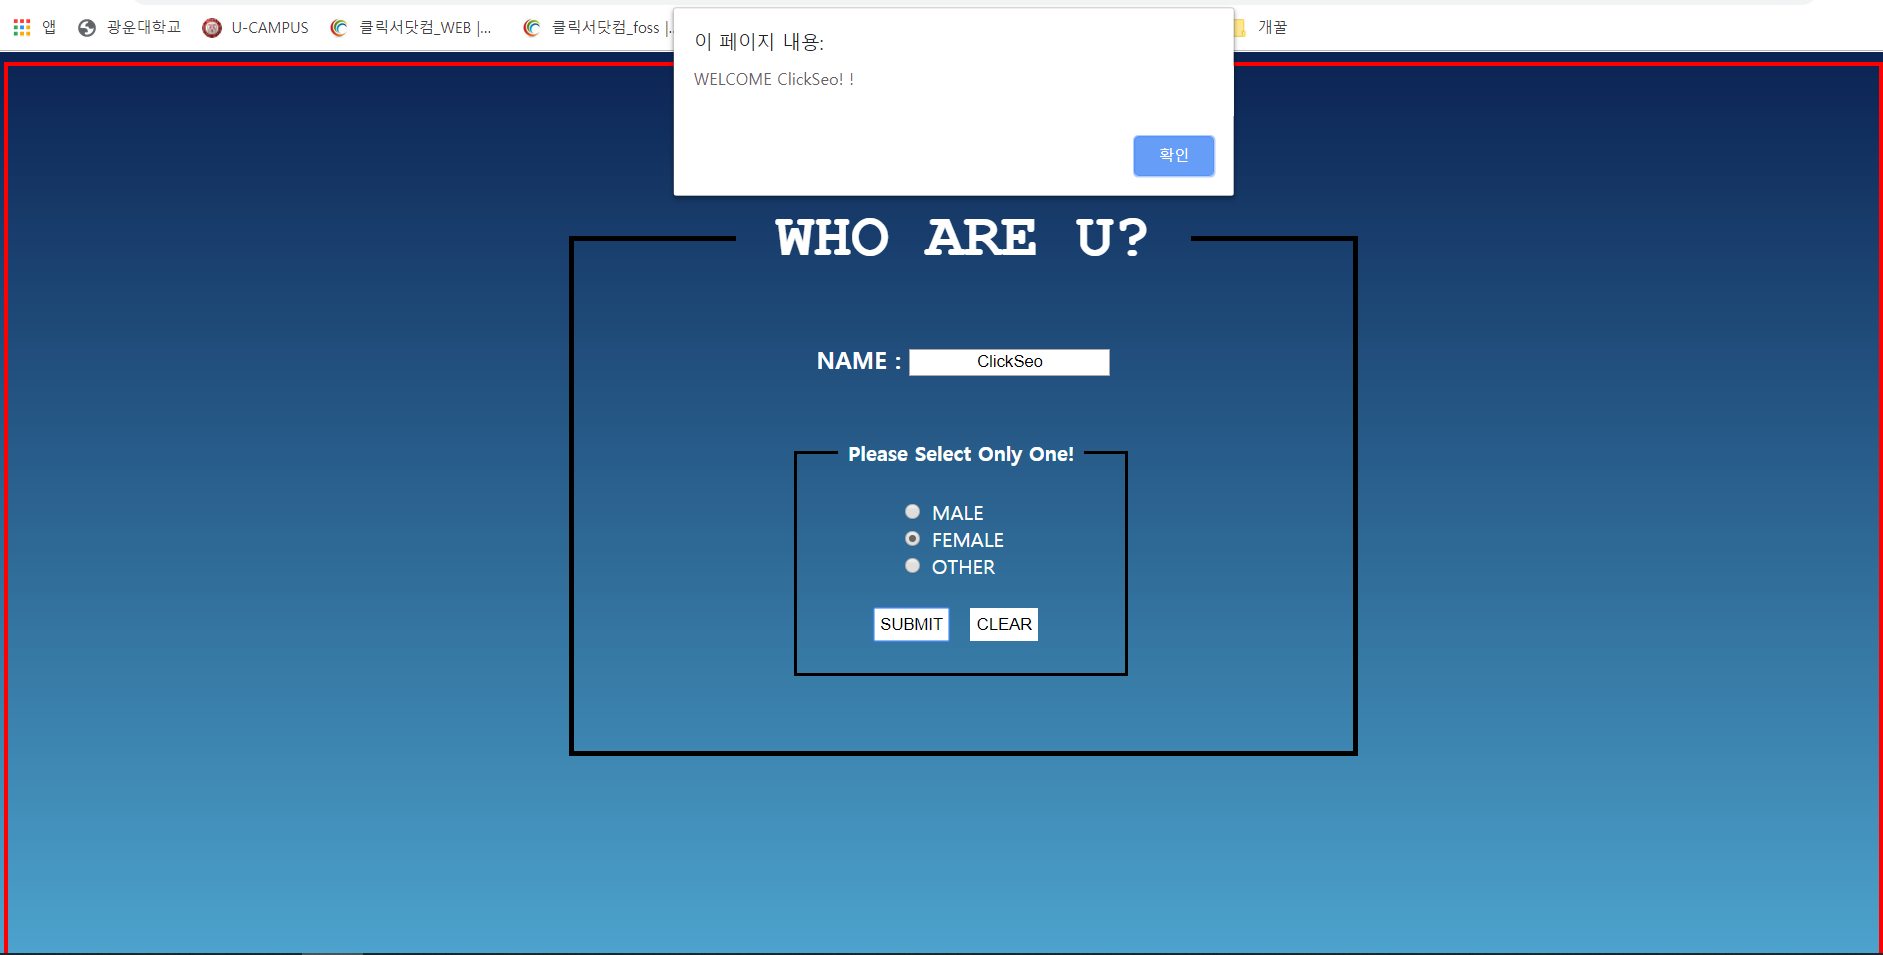 앱 광운대학교 U-CAMPUS 클릭서닷컴_WEB |... 클릭서닷컴_foss |... 개꿀
이 페이지 내용:
WELCOME ClickSeo! !
확인
WHO ARE U?
NAME : ClickSeo
Please Select Only One!
MALE
FEMALE
OTHER
SUBMIT CLEAR